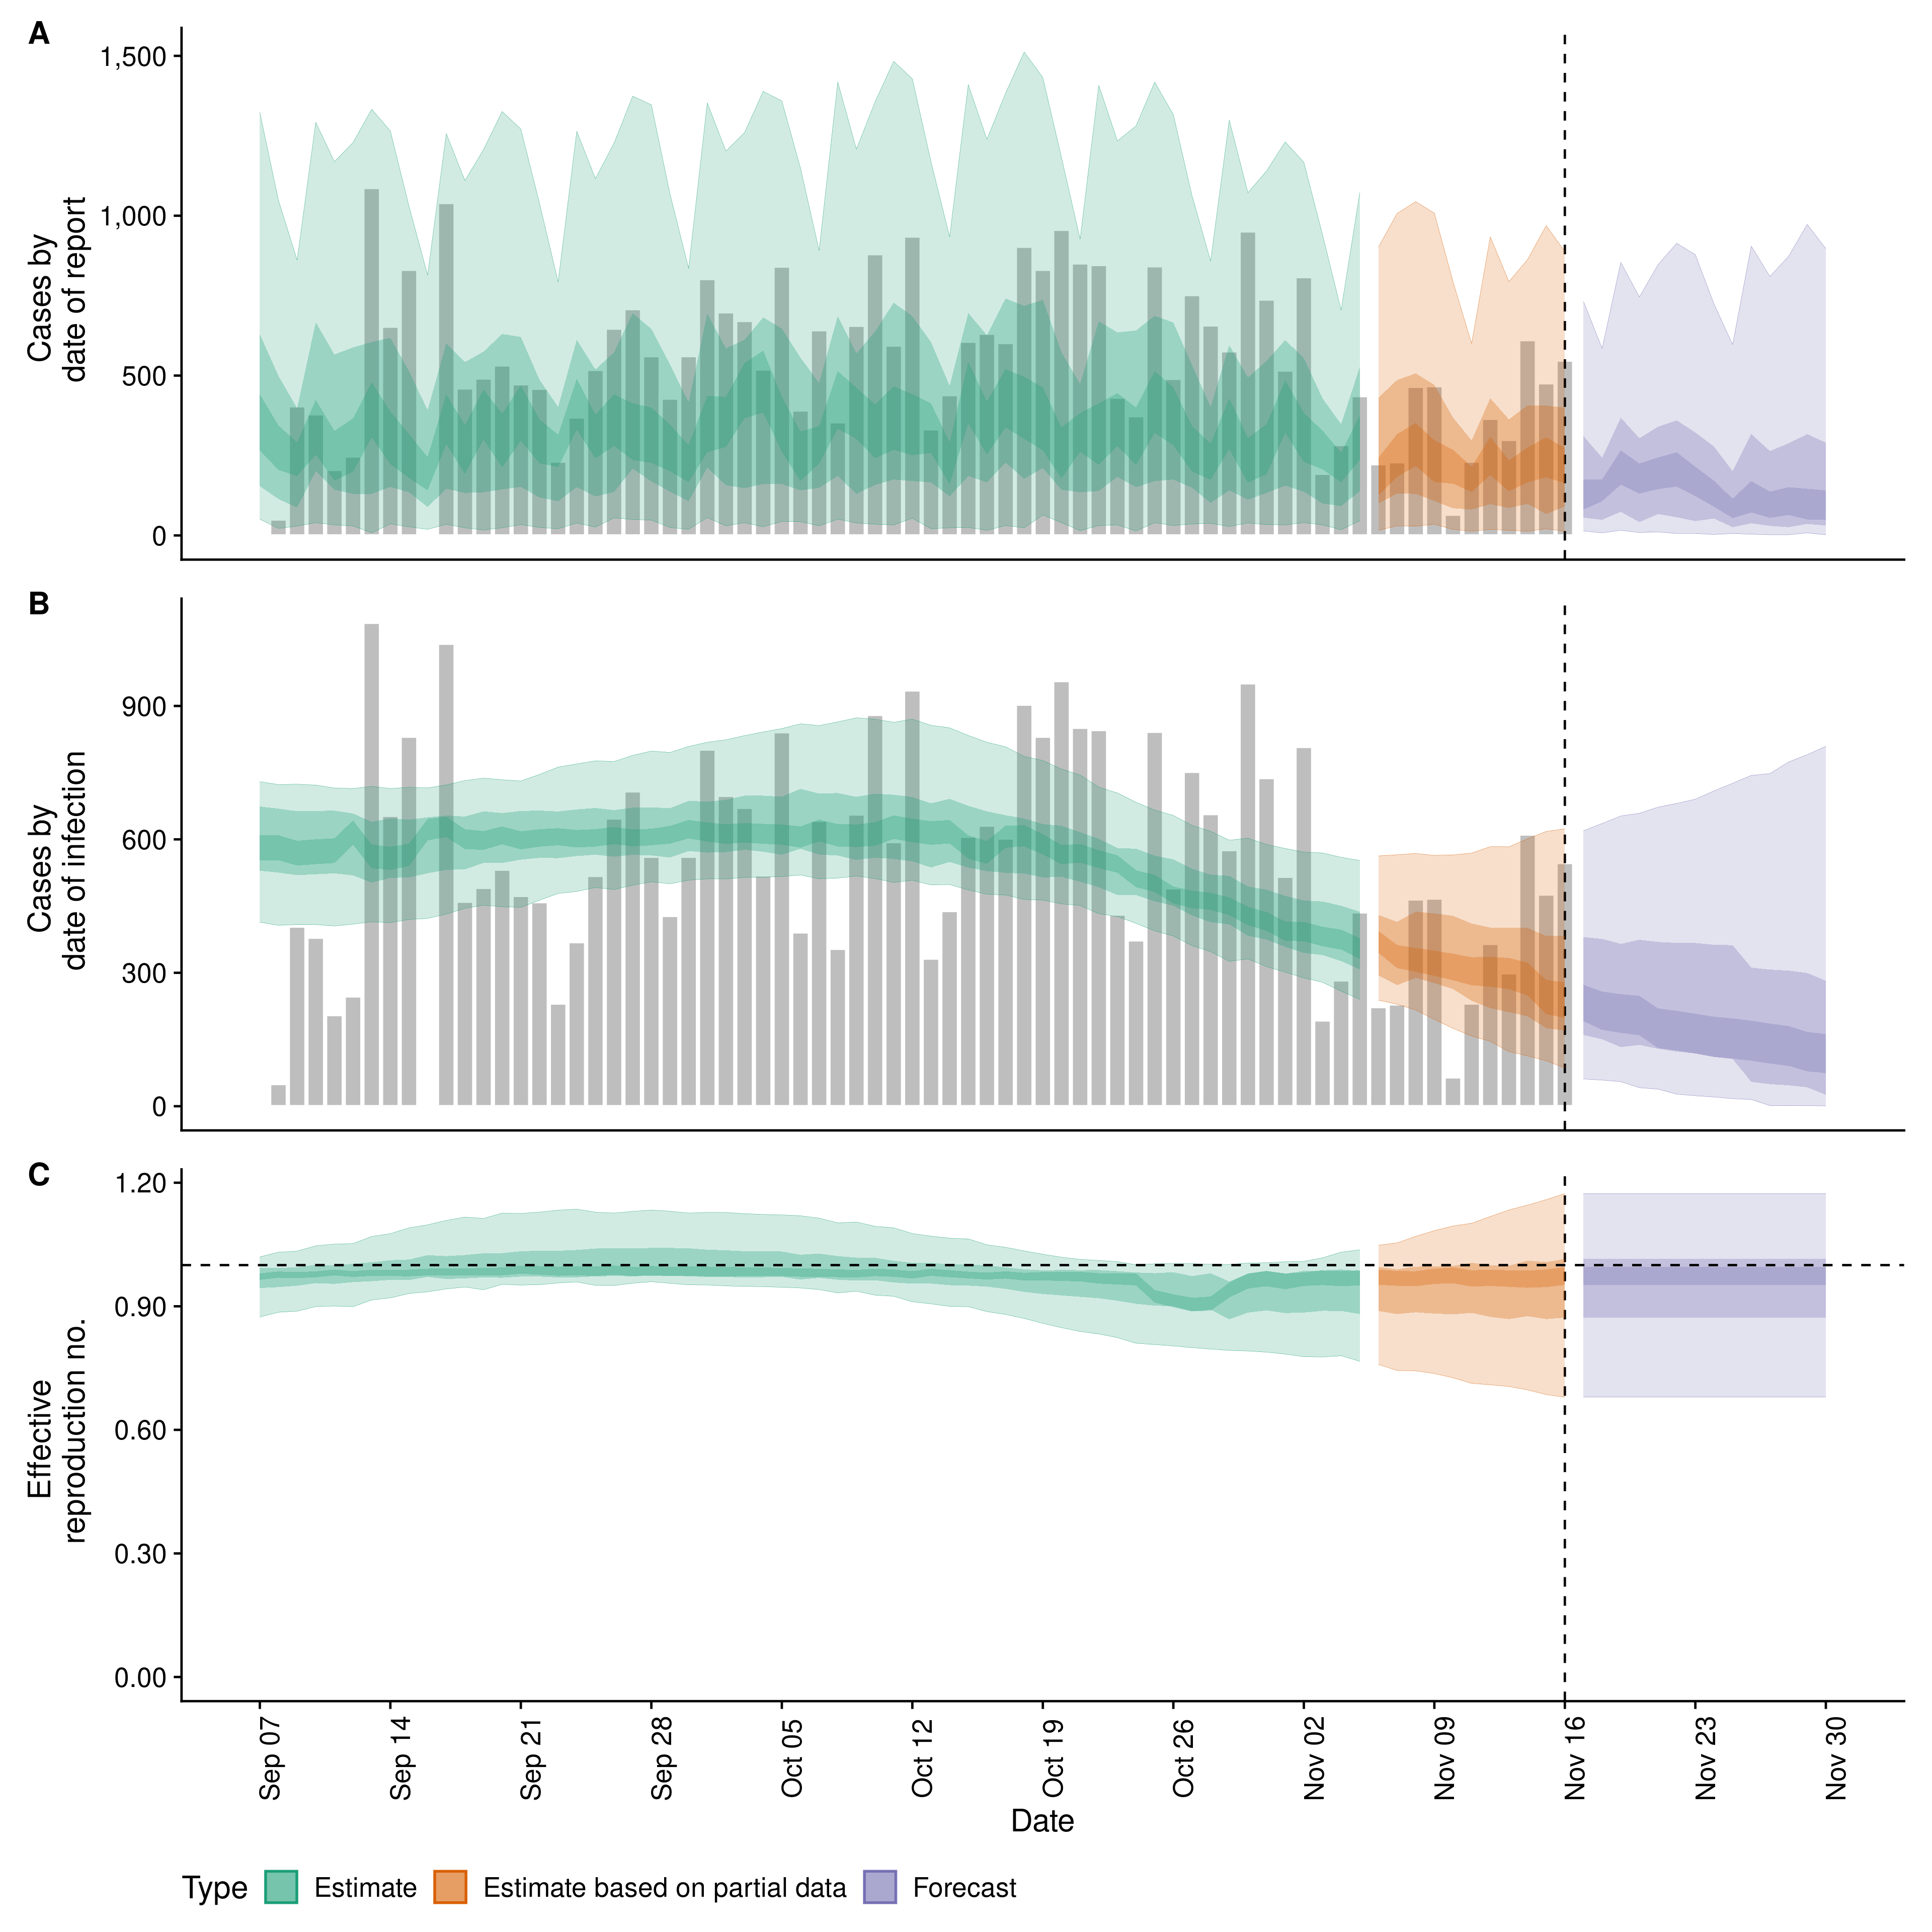 A
Cases by
date of report
1,500
1,000
500
0
B
Cases by
date of infection
900
600
300
0
C
Effective
reproduction no.
1.20
0.90
0.60
0.30
0.00
Sep 07
Sep 14
Sep 21
Sep 28
Oct 05
Oct 12
Oct 19
Oct 26
Nov 02
Nov 09
Nov 16
Nov 23
Nov 30
Date
Type Estimate Estimate based on partial data Forecast